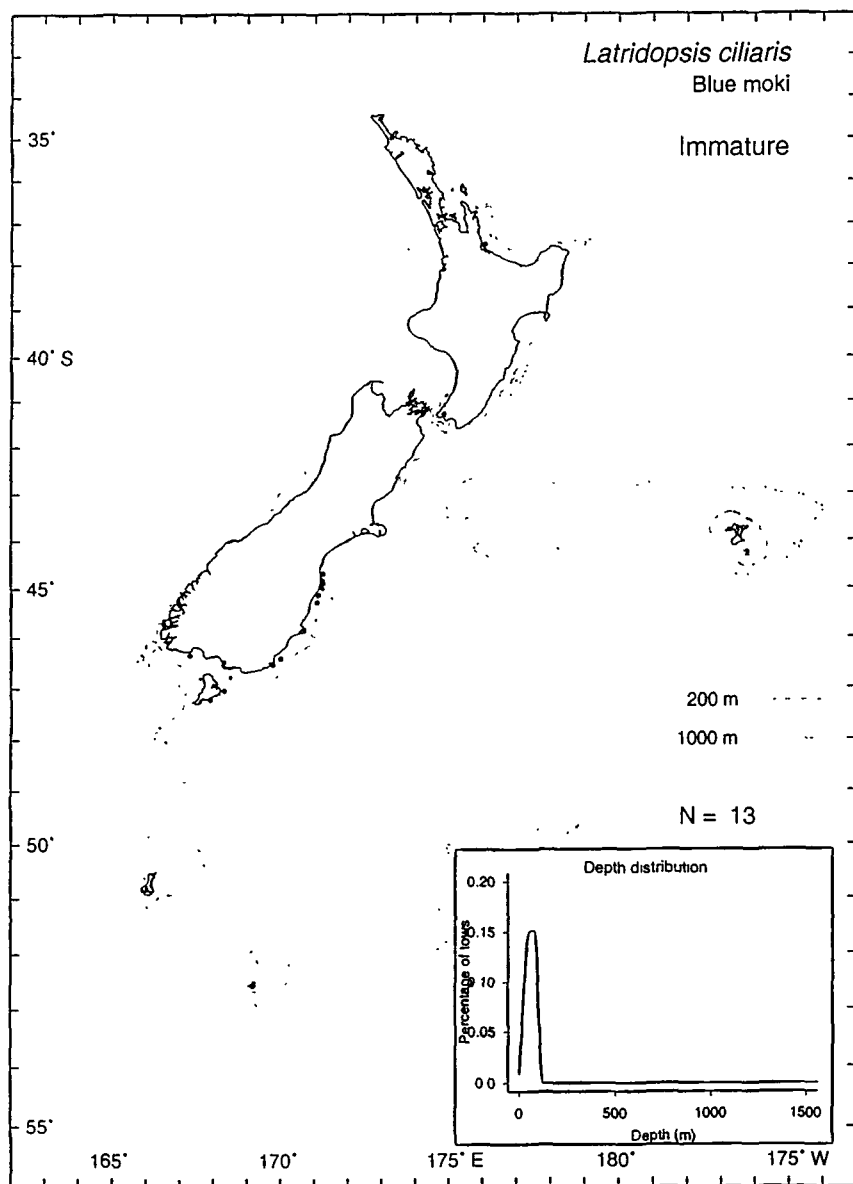 Latridopsis ciliaris
Blue moki
Immature
35°
40° S
45°
200 m
1000 m
N = 13
50°
Depth distribution
0.20
0.15
0.10
0.05
0 0
Percentage of tows
0
500
1000
1500
Depth (m)
55°
165°
170°
175° E
180°
175° W